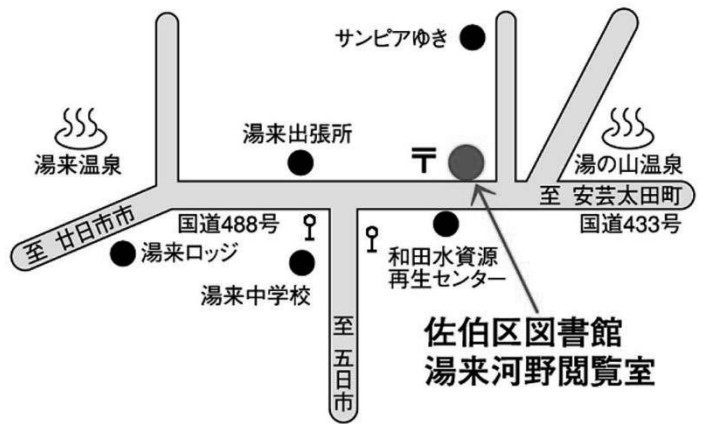 サンピアゆき
湯来出張所
〒
湯来温泉
湯の山温泉
至 安芸太田町
国道433号
国道488号
至 廿日市市
湯来ロッジ
湯来中学校
和田水資源
再生センター
至 五日市
佐伯区図書館
湯来河野閲覧室